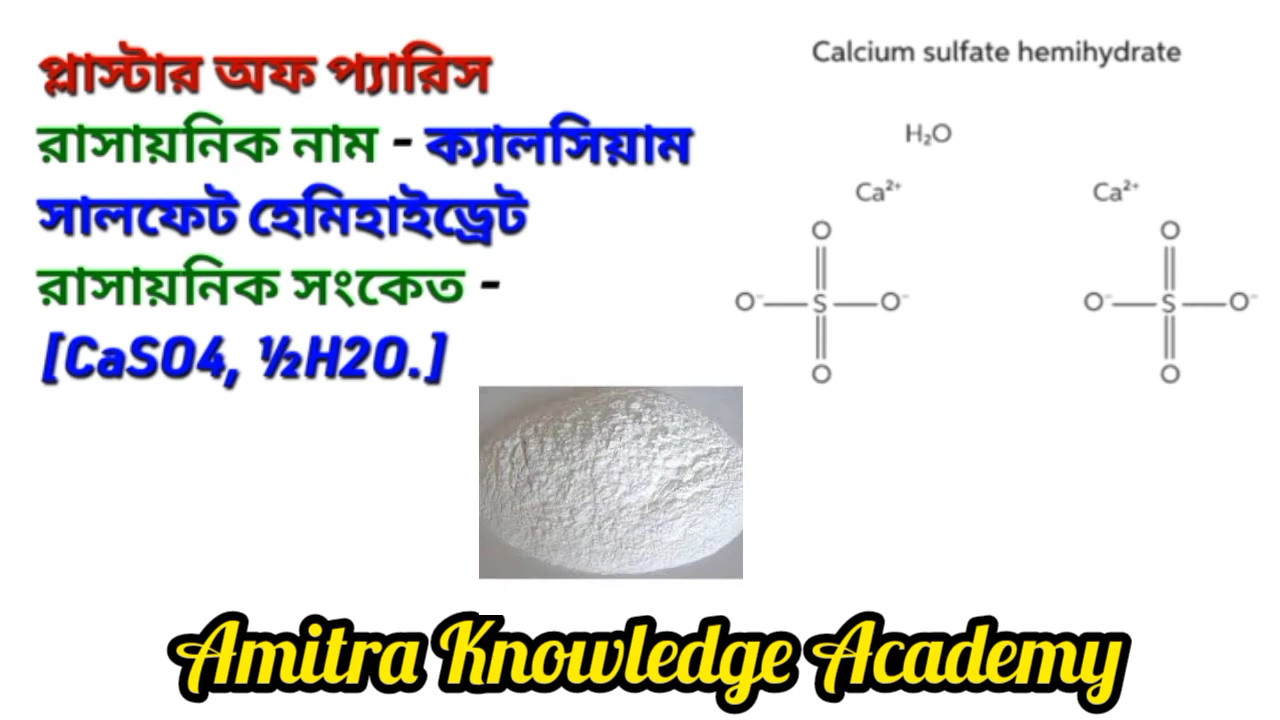 প্লাস্টার অফ প্যারিস
রাসায়নিক নাম - ক্যালসিয়াম
সালফেট হেমিহাইড্রেট
রাসায়নিক সংকেত -
[CaSO4, ½H2O.]
Calcium sulfate hemihydrate
H₂O
Ca²⁺ Ca²⁺
O O
O⁻ S O⁻ O⁻ S O⁻
O O
Amitra Knowledge Academy